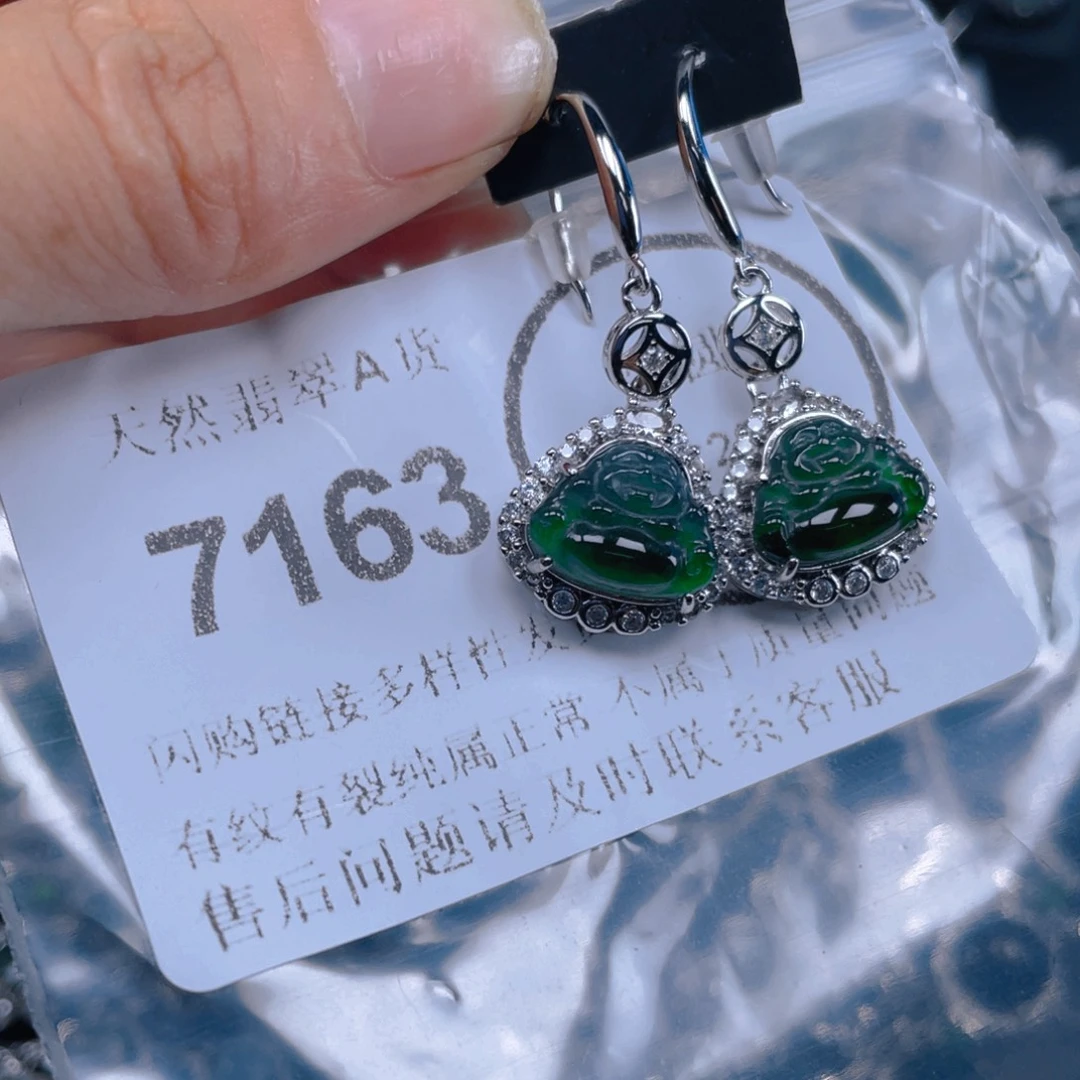 天然翡翠A货
7163
闪购链接多样性发
不属于质量问题
有纹有裂纯属正常
售后问题请及时联系客服